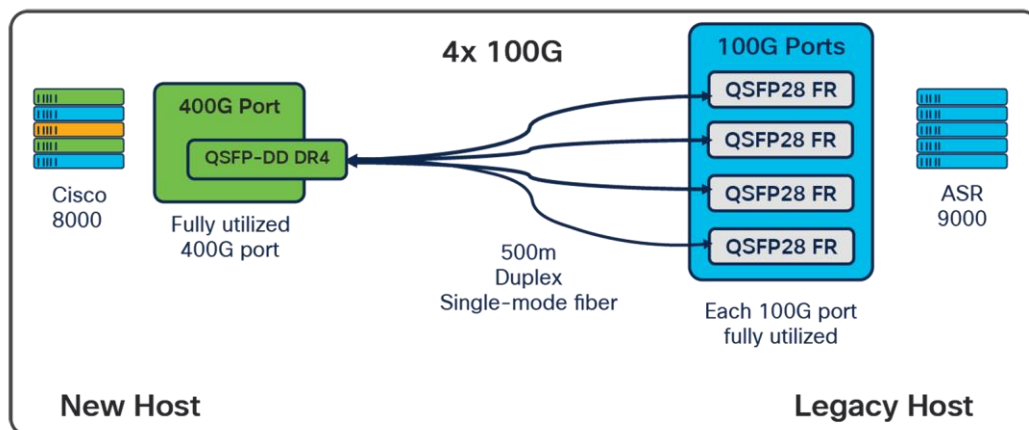 4x 100G
Cisco
8000
400G Port
QSFP-DD DR4
Fully utilized
400G port
500m
Duplex
Single-mode fiber
100G Ports
QSFP28 FR
QSFP28 FR
QSFP28 FR
QSFP28 FR
Each 100G port
fully utilized
ASR
9000
New Host
Legacy Host